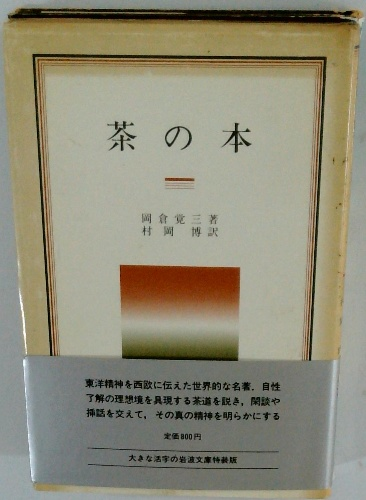 茶の本
岡倉覚三著
村岡 博訳
東洋精神を西欧に伝えた世界的な名著．自性
了解の理想境を具現する茶道を説き，閑談や
挿話を交えて，その真の精神を明らかにする
定価800円
大きな活字の岩波文庫特装版